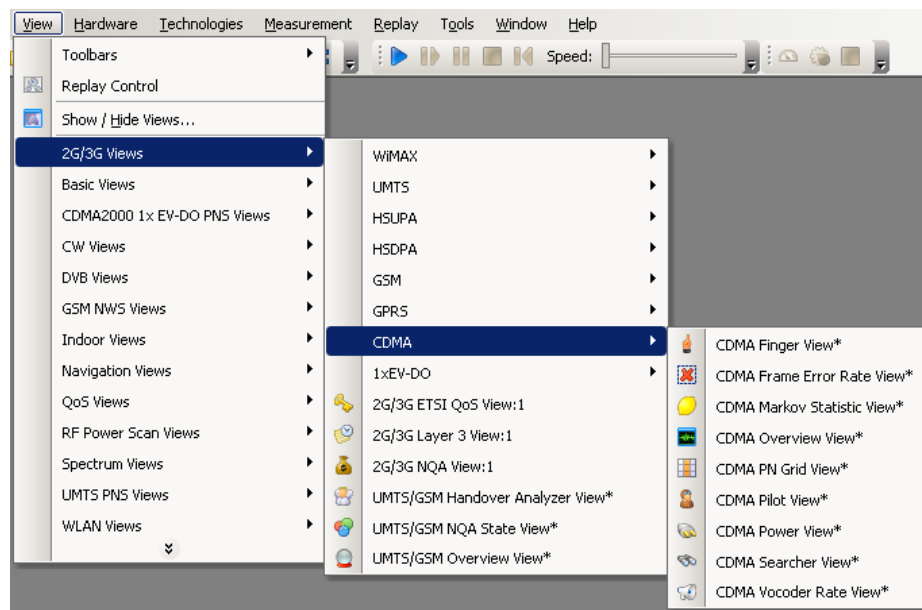 View Hardware Technologies Measurement Replay Tools Window Help
Speed:
Toolbars
Replay Control
Show / Hide Views...
2G/3G Views
Basic Views
CDMA2000 1x EV-DO PNS Views
CW Views
DVB Views
GSM NWS Views
Indoor Views
Navigation Views
QoS Views
RF Power Scan Views
Spectrum Views
UMTS PNS Views
WLAN Views
WiMAX
UMTS
HSUPA
HSDPA
GSM
GPRS
CDMA
1xEV-DO
2G/3G ETSI QoS View:1
2G/3G Layer 3 View:1
2G/3G NQA View:1
UMTS/GSM Handover Analyzer View*
UMTS/GSM NQA State View*
UMTS/GSM Overview View*
CDMA Finger View*
CDMA Frame Error Rate View*
CDMA Markov Statistic View*
CDMA Overview View*
CDMA PN Grid View*
CDMA Pilot View*
CDMA Power View*
CDMA Searcher View*
CDMA Vocoder Rate View*